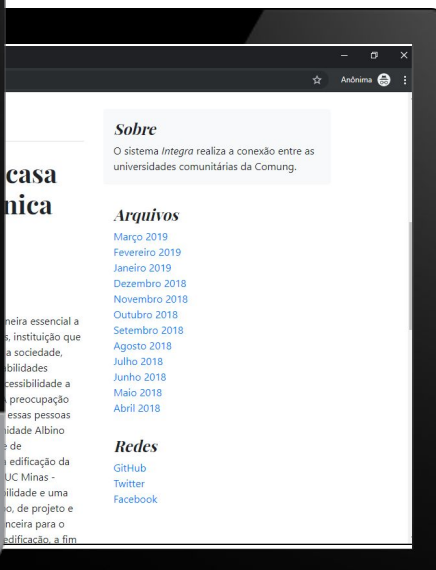 Anônima
casa
nica
neira essencial a
s, instituição que
a sociedade,
abilidades
cessibilidade a
preocupação
essas pessoas
idade Albino
e de
edificação da
UC Minas -
bilidade e uma
o, de projeto e
nceira para o
edificação, a fim
Sobre
O sistema Integra realiza a conexão entre as
universidades comunitárias da Comung.
Arquivos
Março 2019
Fevereiro 2019
Janeiro 2019
Dezembro 2018
Novembro 2018
Outubro 2018
Setembro 2018
Agosto 2018
Julho 2018
Junho 2018
Maio 2018
Abril 2018
Redes
GitHub
Twitter
Facebook